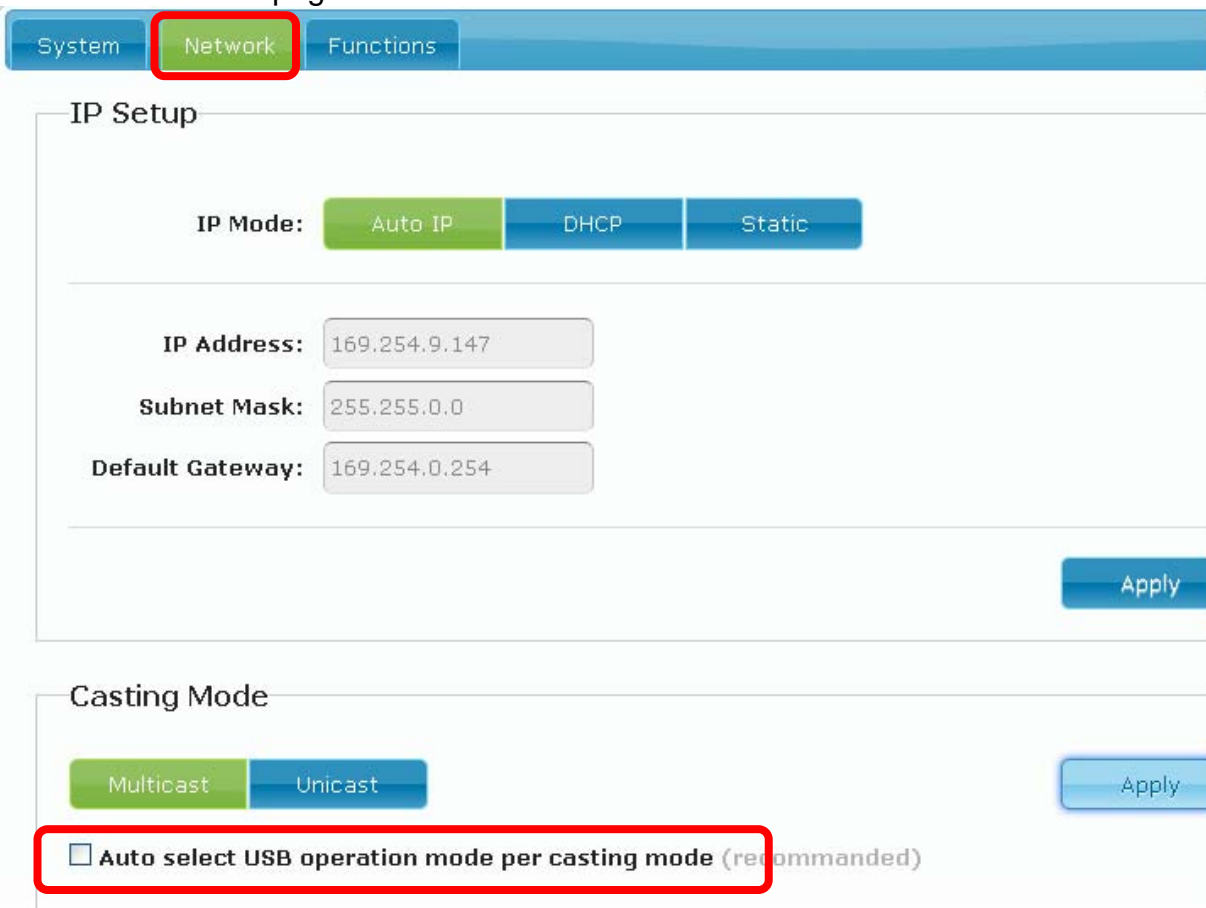 System Network Functions
IP Setup
IP Mode: Auto IP DHCP Static
IP Address: 169.254.9.147
Subnet Mask: 255.255.0.0
Default Gateway: 169.254.0.254
Apply
Casting Mode
Multicast Unicast Apply
Auto select USB operation mode per casting mode (recommanded)